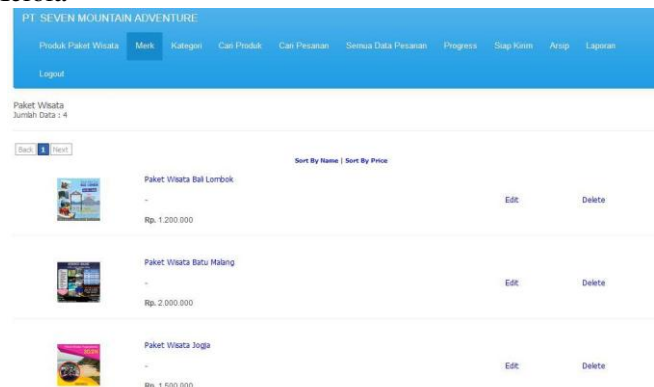 PT. SEVEN MOUNTAIN ADVENTURE
Produk Paket Wisata Merk Kategori Cari Produk Cari Pesanan Semua Data Pesanan Progress Siap Kirim Arsip Laporan
Logout
Paket Wisata
Jumlah Data : 4
Back 1 Next
Sort By Name | Sort By Price
Paket Wisata Bali Lombok
-
Edit Delete
Rp. 1.200.000
Paket Wisata Batu Malang
-
Edit Delete
Rp. 2.000.000
Paket Wisata Jogja
-
Edit Delete
Rp. 1.500.000